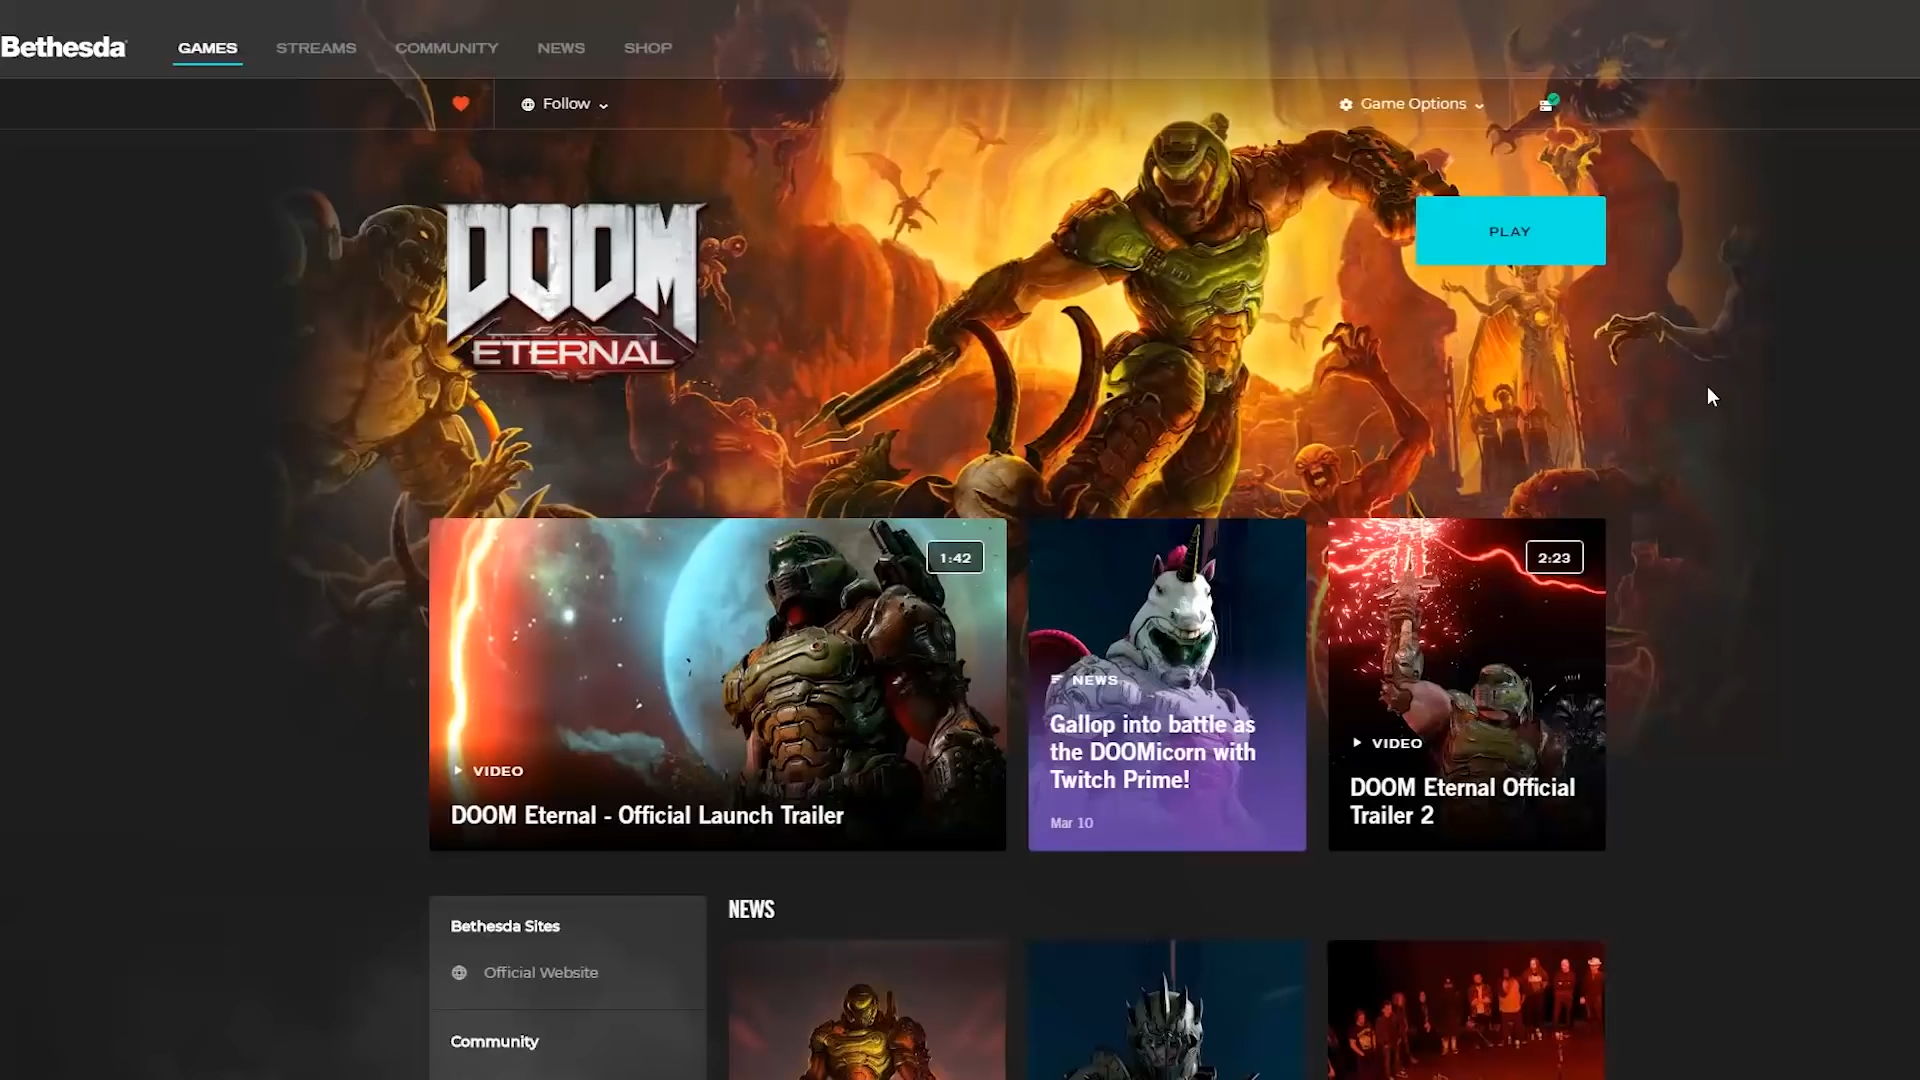 Bethesda
GAMES
STREAMS
COMMUNITY
NEWS
SHOP
Follow
Game Options
DOOM
ETERNAL
PLAY
1:42
VIDEO
DOOM Eternal - Official Launch Trailer
NEWS
Gallop into battle as
the DOOMicorn with
Twitch Prime!
Mar 10
2:23
VIDEO
DOOM Eternal Official
Trailer 2
Bethesda Sites
Official Website
Community
NEWS